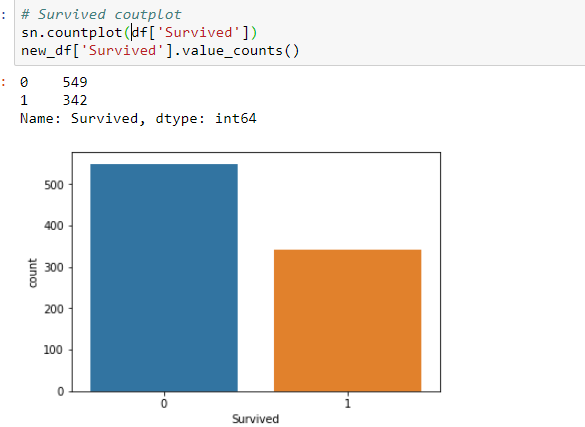 : # Survived coutplot
sn.countplot(df['Survived'])
new_df['Survived'].value_counts()
: 0 549
1 342
Name: Survived, dtype: int64
500
400
300
200
100
0
count
0 1
Survived